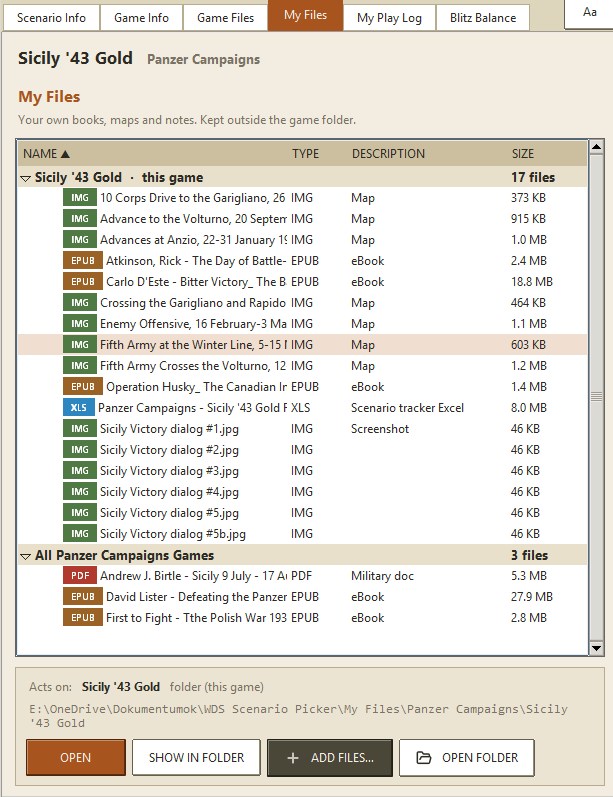 Scenario Info Game Info Game Files My Files My Play Log Blitz Balance Aa
Sicily '43 Gold Panzer Campaigns
My Files
Your own books, maps and notes. Kept outside the game folder.
NAME ▲ TYPE DESCRIPTION SIZE
Sicily '43 Gold · this game 17 files
IMG 10 Corps Drive to the Garigliano, 26 IMG Map 373 KB
IMG Advance to the Volturno, 20 Septem IMG Map 915 KB
IMG Advances at Anzio, 22-31 January 19 IMG Map 1.0 MB
EPUB Atkinson, Rick - The Day of Battle- EPUB eBook 2.4 MB
EPUB Carlo D'Este - Bitter Victory_ The B EPUB eBook 18.8 MB
IMG Crossing the Garigliano and Rapido IMG Map 464 KB
IMG Enemy Offensive, 16 February-3 Ma IMG Map 1.1 MB
IMG Fifth Army at the Winter Line, 5-15 IMG Map 603 KB
IMG Fifth Army Crosses the Volturno, 12 IMG Map 1.2 MB
EPUB Operation Husky_ The Canadian In EPUB eBook 1.4 MB
XLS Panzer Campaigns - Sicily '43 Gold F XLS Scenario tracker Excel 8.0 MB
IMG Sicily Victory dialog #1.jpg IMG Screenshot 46 KB
IMG Sicily Victory dialog #2.jpg IMG 46 KB
IMG Sicily Victory dialog #3.jpg IMG 46 KB
IMG Sicily Victory dialog #4.jpg IMG 46 KB
IMG Sicily Victory dialog #5.jpg IMG 46 KB
IMG Sicily Victory dialog #5b.jpg IMG 46 KB
All Panzer Campaigns Games 3 files
PDF Andrew J. Birtle - Sicily 9 July - 17 Au PDF Military doc 5.3 MB
EPUB David Lister - Defeating the Panzer EPUB eBook 27.9 MB
EPUB First to Fight - Tthe Polish War 193 EPUB eBook 2.8 MB
Acts on: Sicily '43 Gold folder (this game)
E:\OneDrive\Dokumentumok\WDS Scenario Picker\My Files\Panzer Campaigns\Sicily
'43 Gold
OPEN SHOW IN FOLDER + ADD FILES... OPEN FOLDER